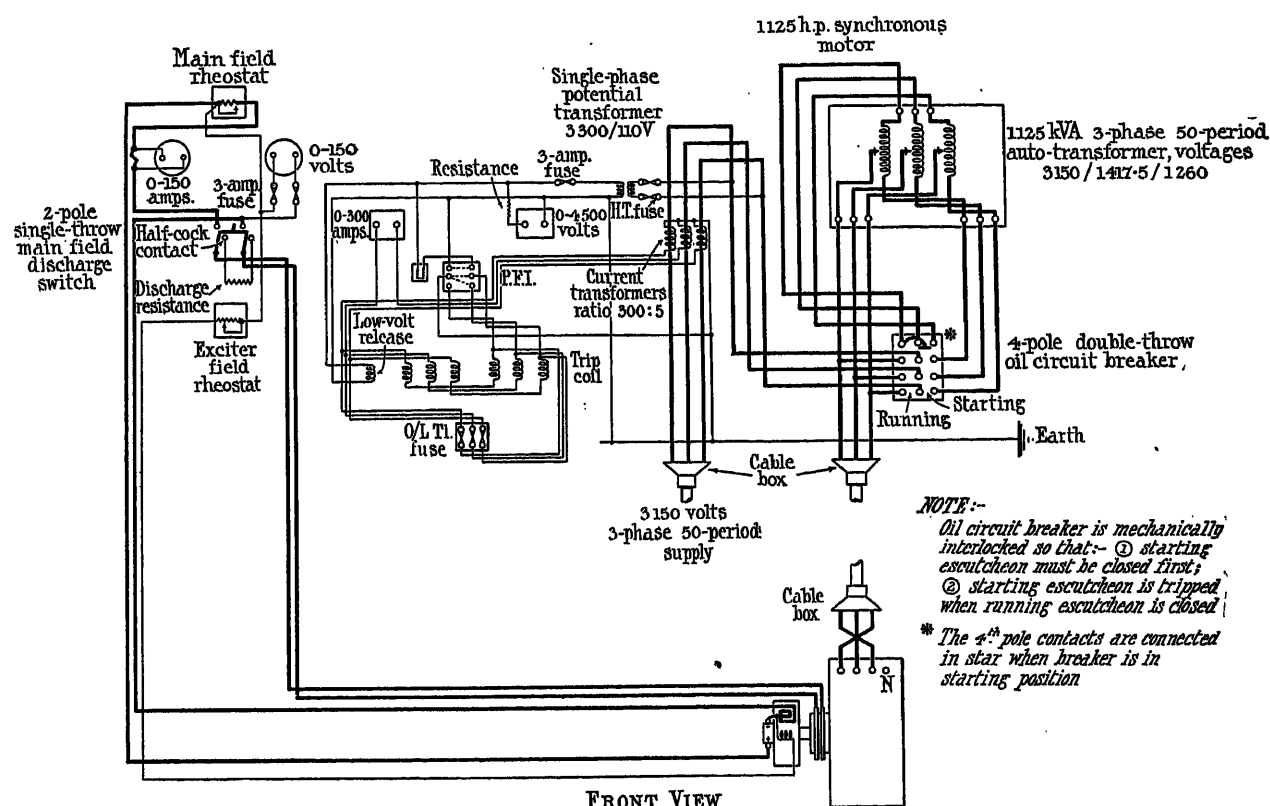 1125 h.p. synchronous
motor
Main field
rheostat
Single-phase
potential
transformer
3300/110V
0-150
volts
1125 kVA 3-phase 50-period
auto-transformer, voltages
3150/1417·5/1260
3-amp.
fuse
Resistance
0-150
amps.
3-amp.
fuse
H.T. fuse
2-pole
single-throw
main field
discharge
switch
0-300
amps.
0-4500
volts
Half-cock
contact
P.F.I.
Current
transformers
ratio 300:5
Discharge
resistance
Low-volt
release
*
4-pole double-throw
oil circuit breaker
Exciter
field
rheostat
Trip
coil
Running
Starting
O/L T.l.
fuse
Earth
Cable
box
3150 volts
3-phase 50-period
supply
NOTE:-
Oil circuit breaker is mechanically
interlocked so that:- ① starting
escutcheon must be closed first;
② starting escutcheon is tripped
when running escutcheon is closed
* The 4th pole contacts are connected
in star when breaker is in
starting position
Cable
box
N
FRONT VIEW